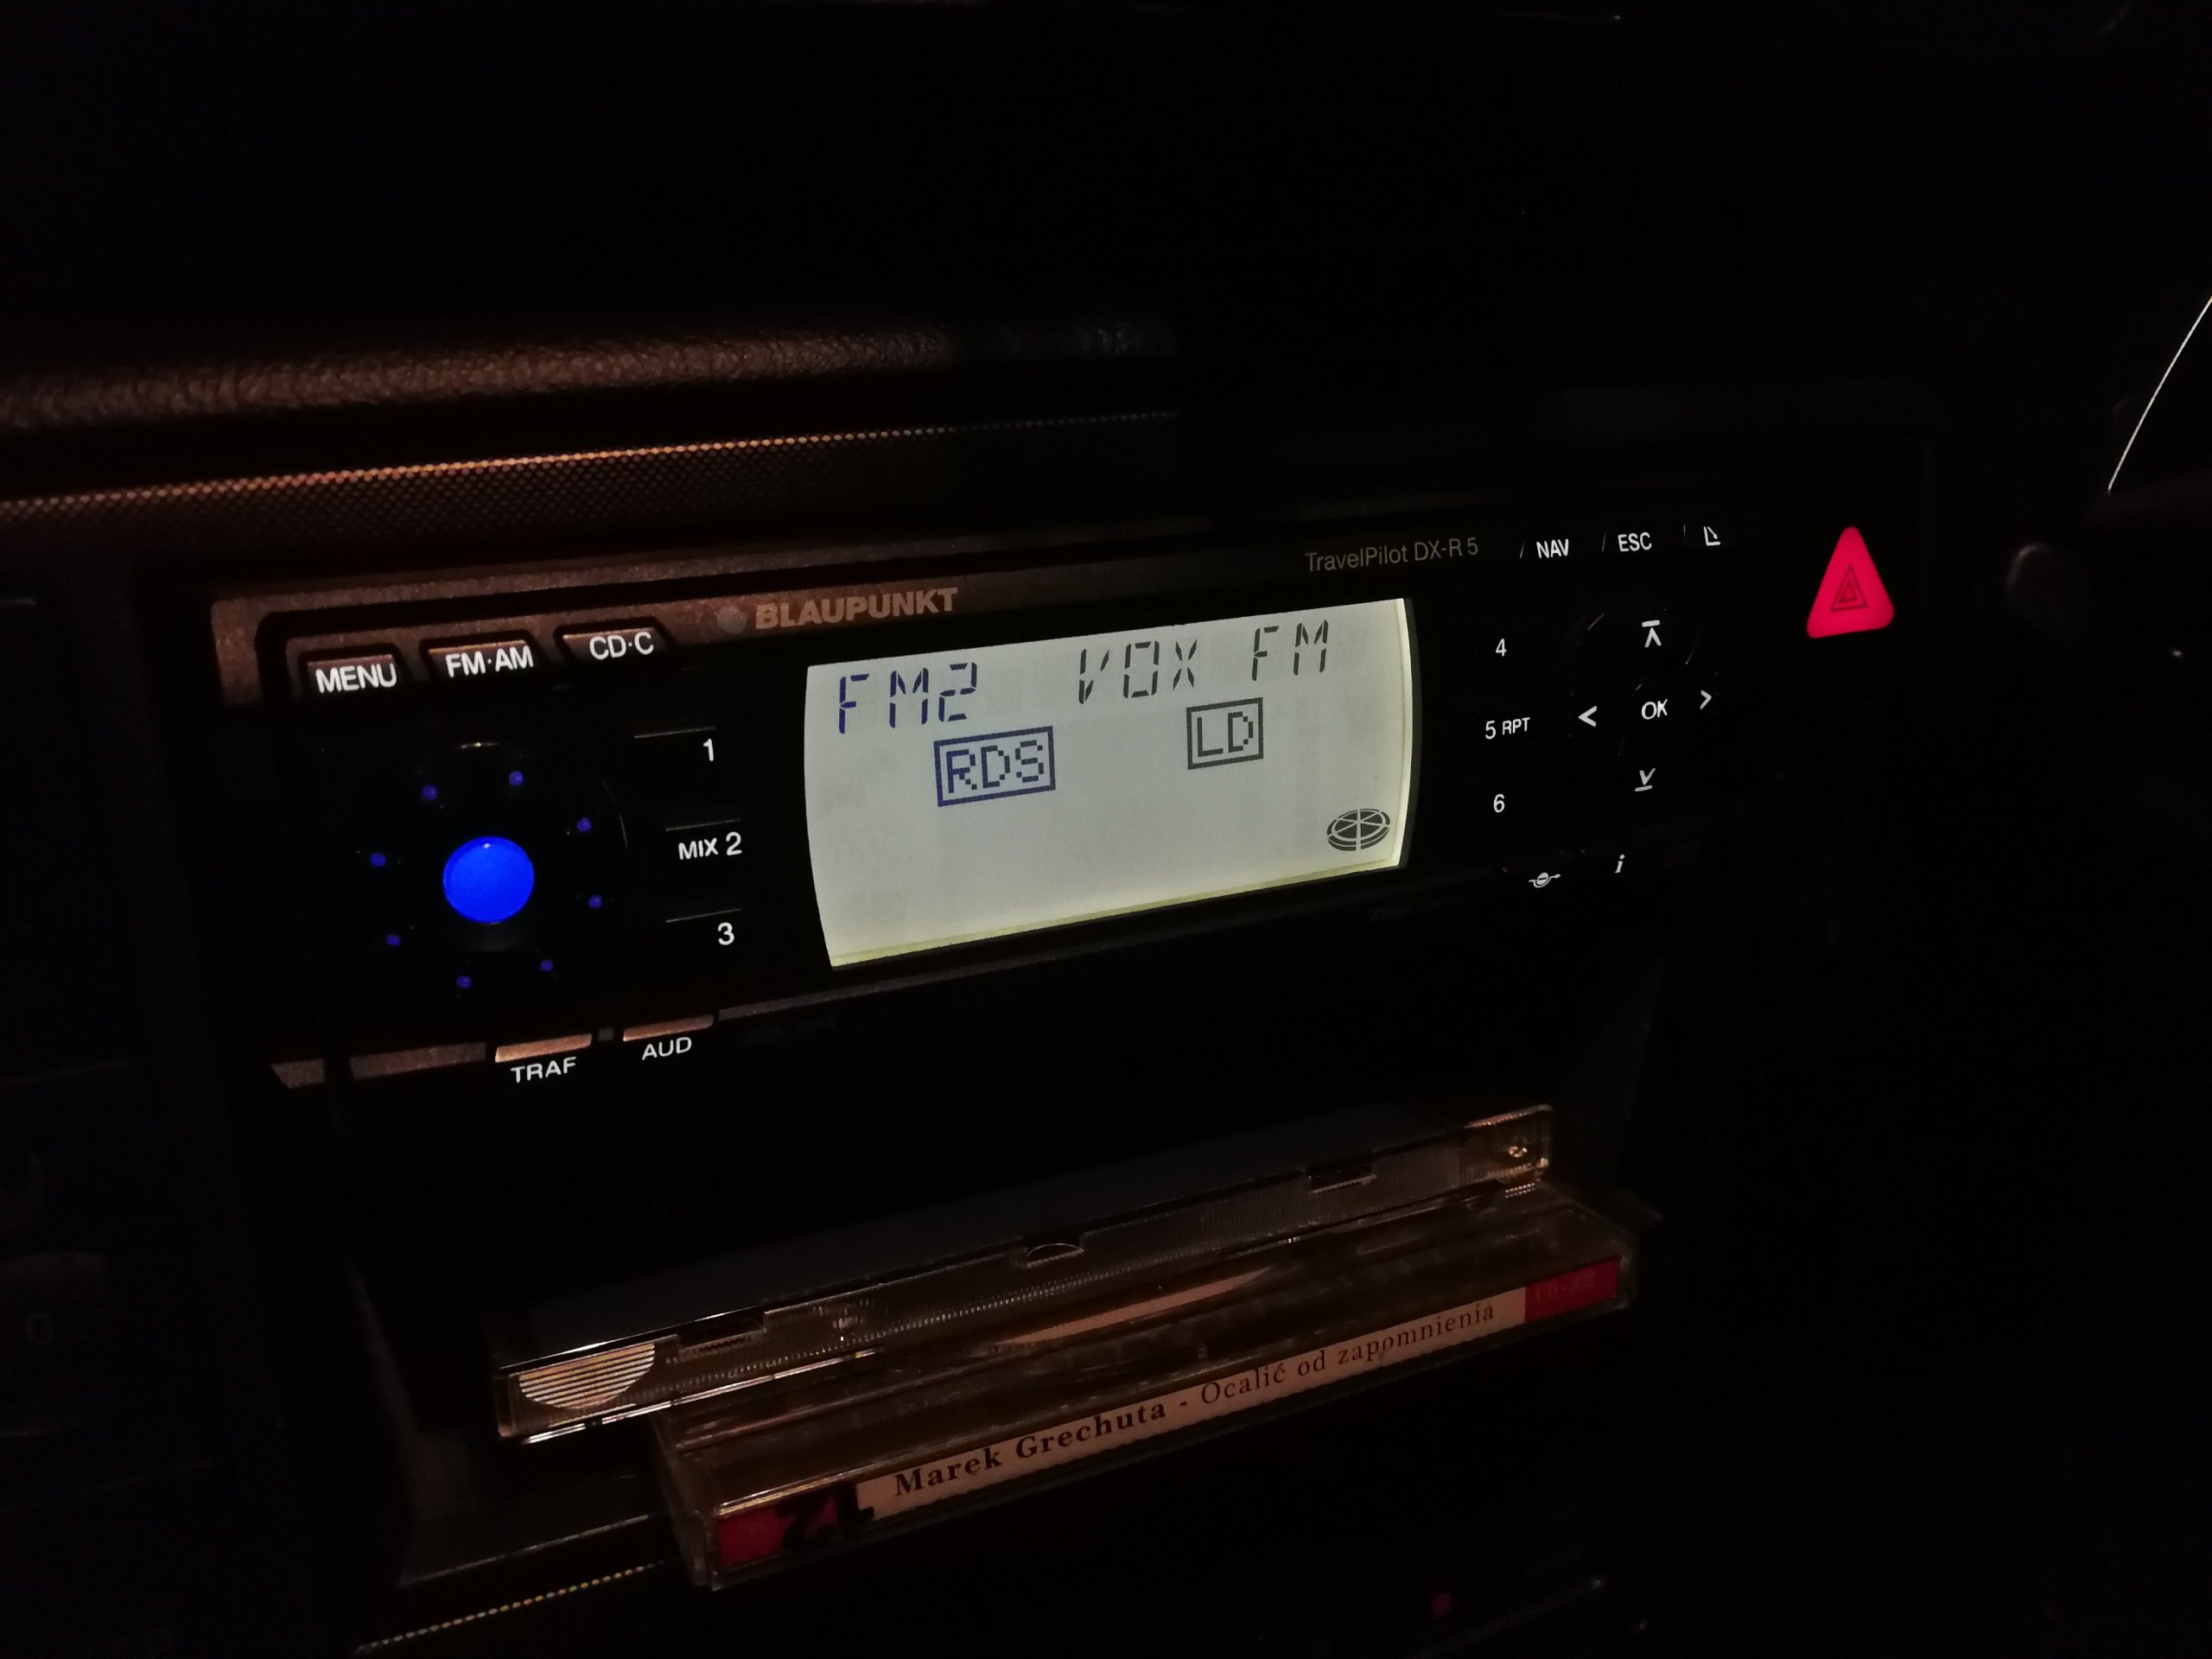 TravelPilot DX-R 5
NAV
ESC
BLAUPUNKT
MENU
FM·AM
CD·C
FM2 VOX FM
RDS
LD
1
MIX 2
3
4
5 RPT
6
OK
i
TRAF
AUD
Marek Grechuta - Ocalić od zapomnienia